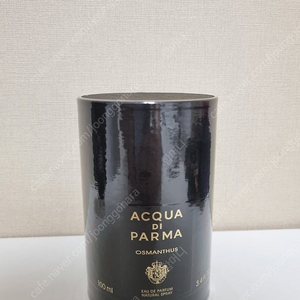 ACQUA
DI
PARMA
OSMANTHUS
100 ml
EAU DE PARFUM
NATURAL SPRAY